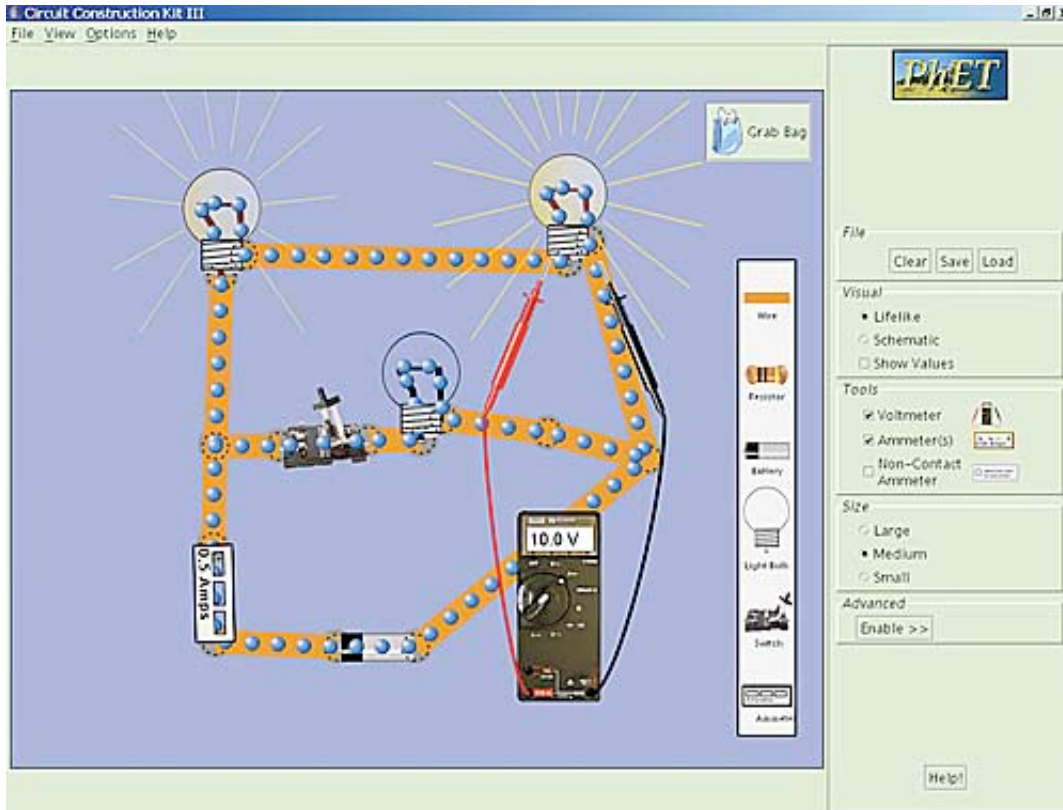 Circuit Construction Kit III
File View Options Help
PhET
Grab Bag
File
Clear Save Load
Visual
Lifelike
Schematic
Show Values
Tools
Voltmeter
Ammeter(s)
Non-Contact
Ammeter
Size
Large
Medium
Small
Advanced
Enable >>
Help!
Wire
Resistor
Battery
Light Bulb
Switch
10.0 V
0.5 Amps